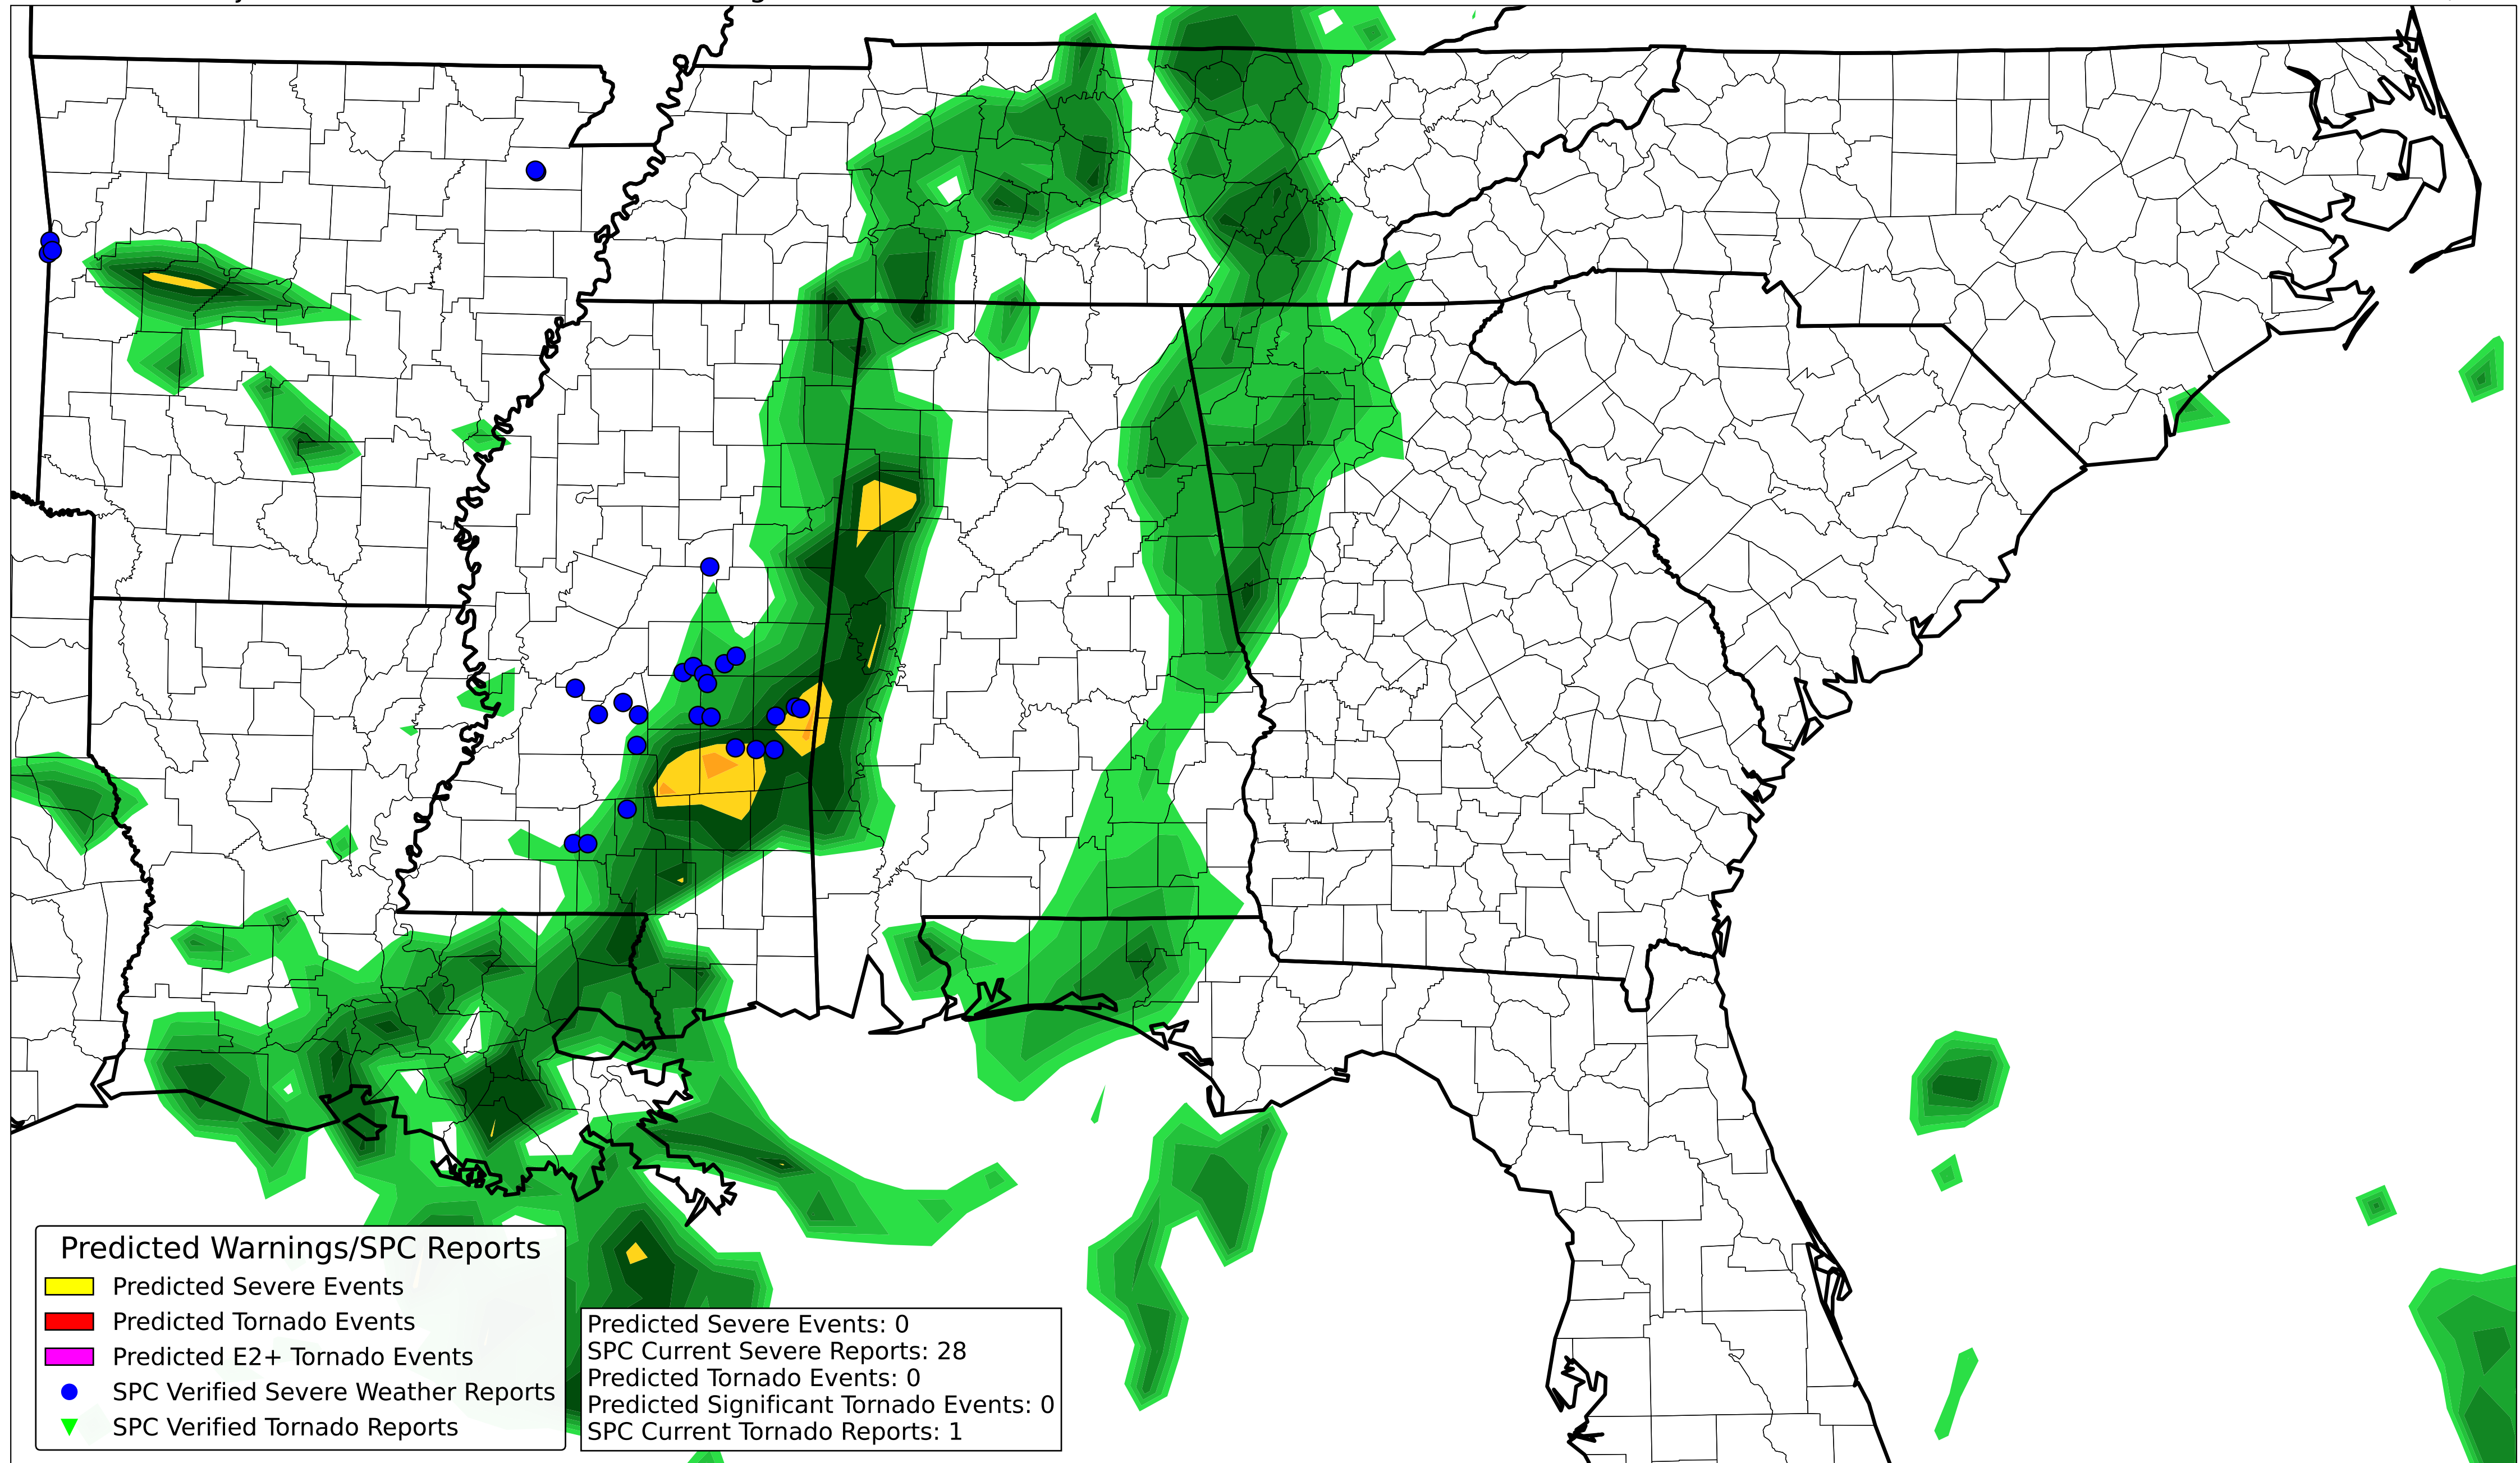 Predicted Warnings/SPC Reports
Predicted Severe Events
Predicted Tornado Events
Predicted E2+ Tornado Events
SPC Verified Severe Weather Reports
SPC Verified Tornado Reports
Predicted Severe Events: 0
SPC Current Severe Reports: 28
Predicted Tornado Events: 0
Predicted Significant Tornado Events: 0
SPC Current Tornado Reports: 1